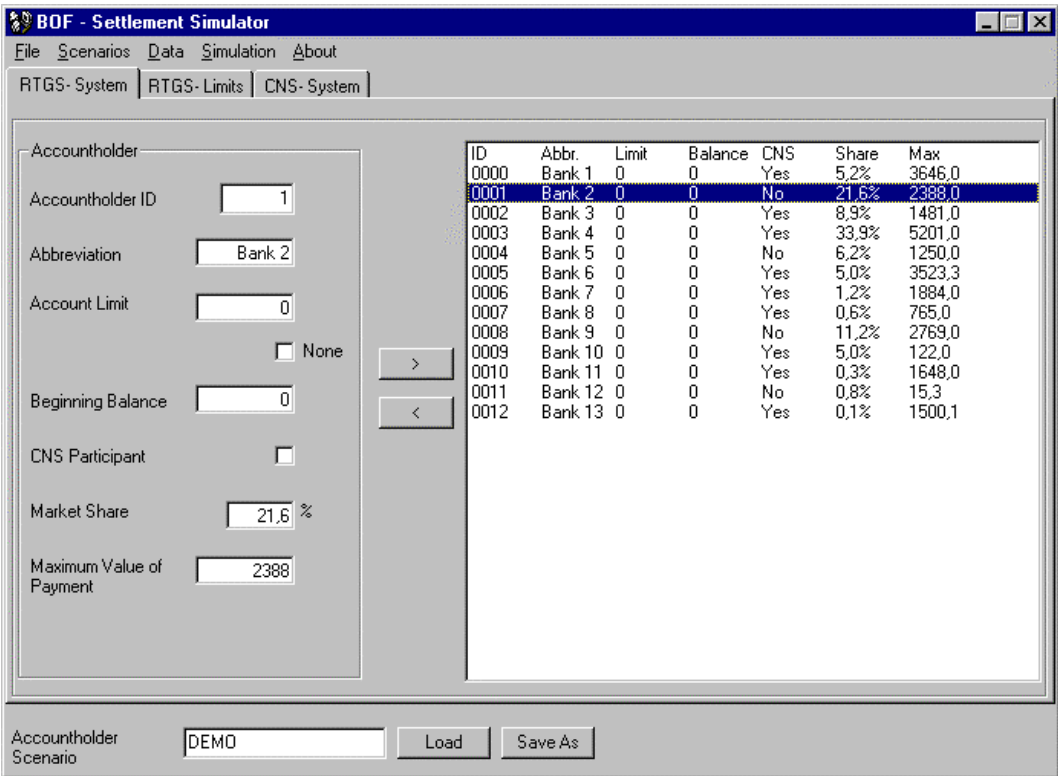 BOF - Settlement Simulator
File Scenarios Data Simulation About
RTGS- System RTGS- Limits CNS- System
Accountholder
Accountholder ID 1
Abbreviation Bank 2
Account Limit 0
None
Beginning Balance 0
CNS Participant
Market Share 21,6 %
Maximum Value of
Payment 2388
>
<
ID Abbr. Limit Balance CNS Share Max
0000 Bank 1 0 0 Yes 5,2% 3646,0
0001 Bank 2 0 0 No 21,6% 2388,0
0002 Bank 3 0 0 Yes 8,9% 1481,0
0003 Bank 4 0 0 Yes 33,9% 5201,0
0004 Bank 5 0 0 No 6,2% 1250,0
0005 Bank 6 0 0 Yes 5,0% 3523,3
0006 Bank 7 0 0 Yes 1,2% 1884,0
0007 Bank 8 0 0 Yes 0,6% 765,0
0008 Bank 9 0 0 No 11,2% 2769,0
0009 Bank 10 0 0 Yes 5,0% 122,0
0010 Bank 11 0 0 Yes 0,3% 1648,0
0011 Bank 12 0 0 No 0,8% 15,3
0012 Bank 13 0 0 Yes 0,1% 1500,1
Accountholder
Scenario DEMO Load Save As